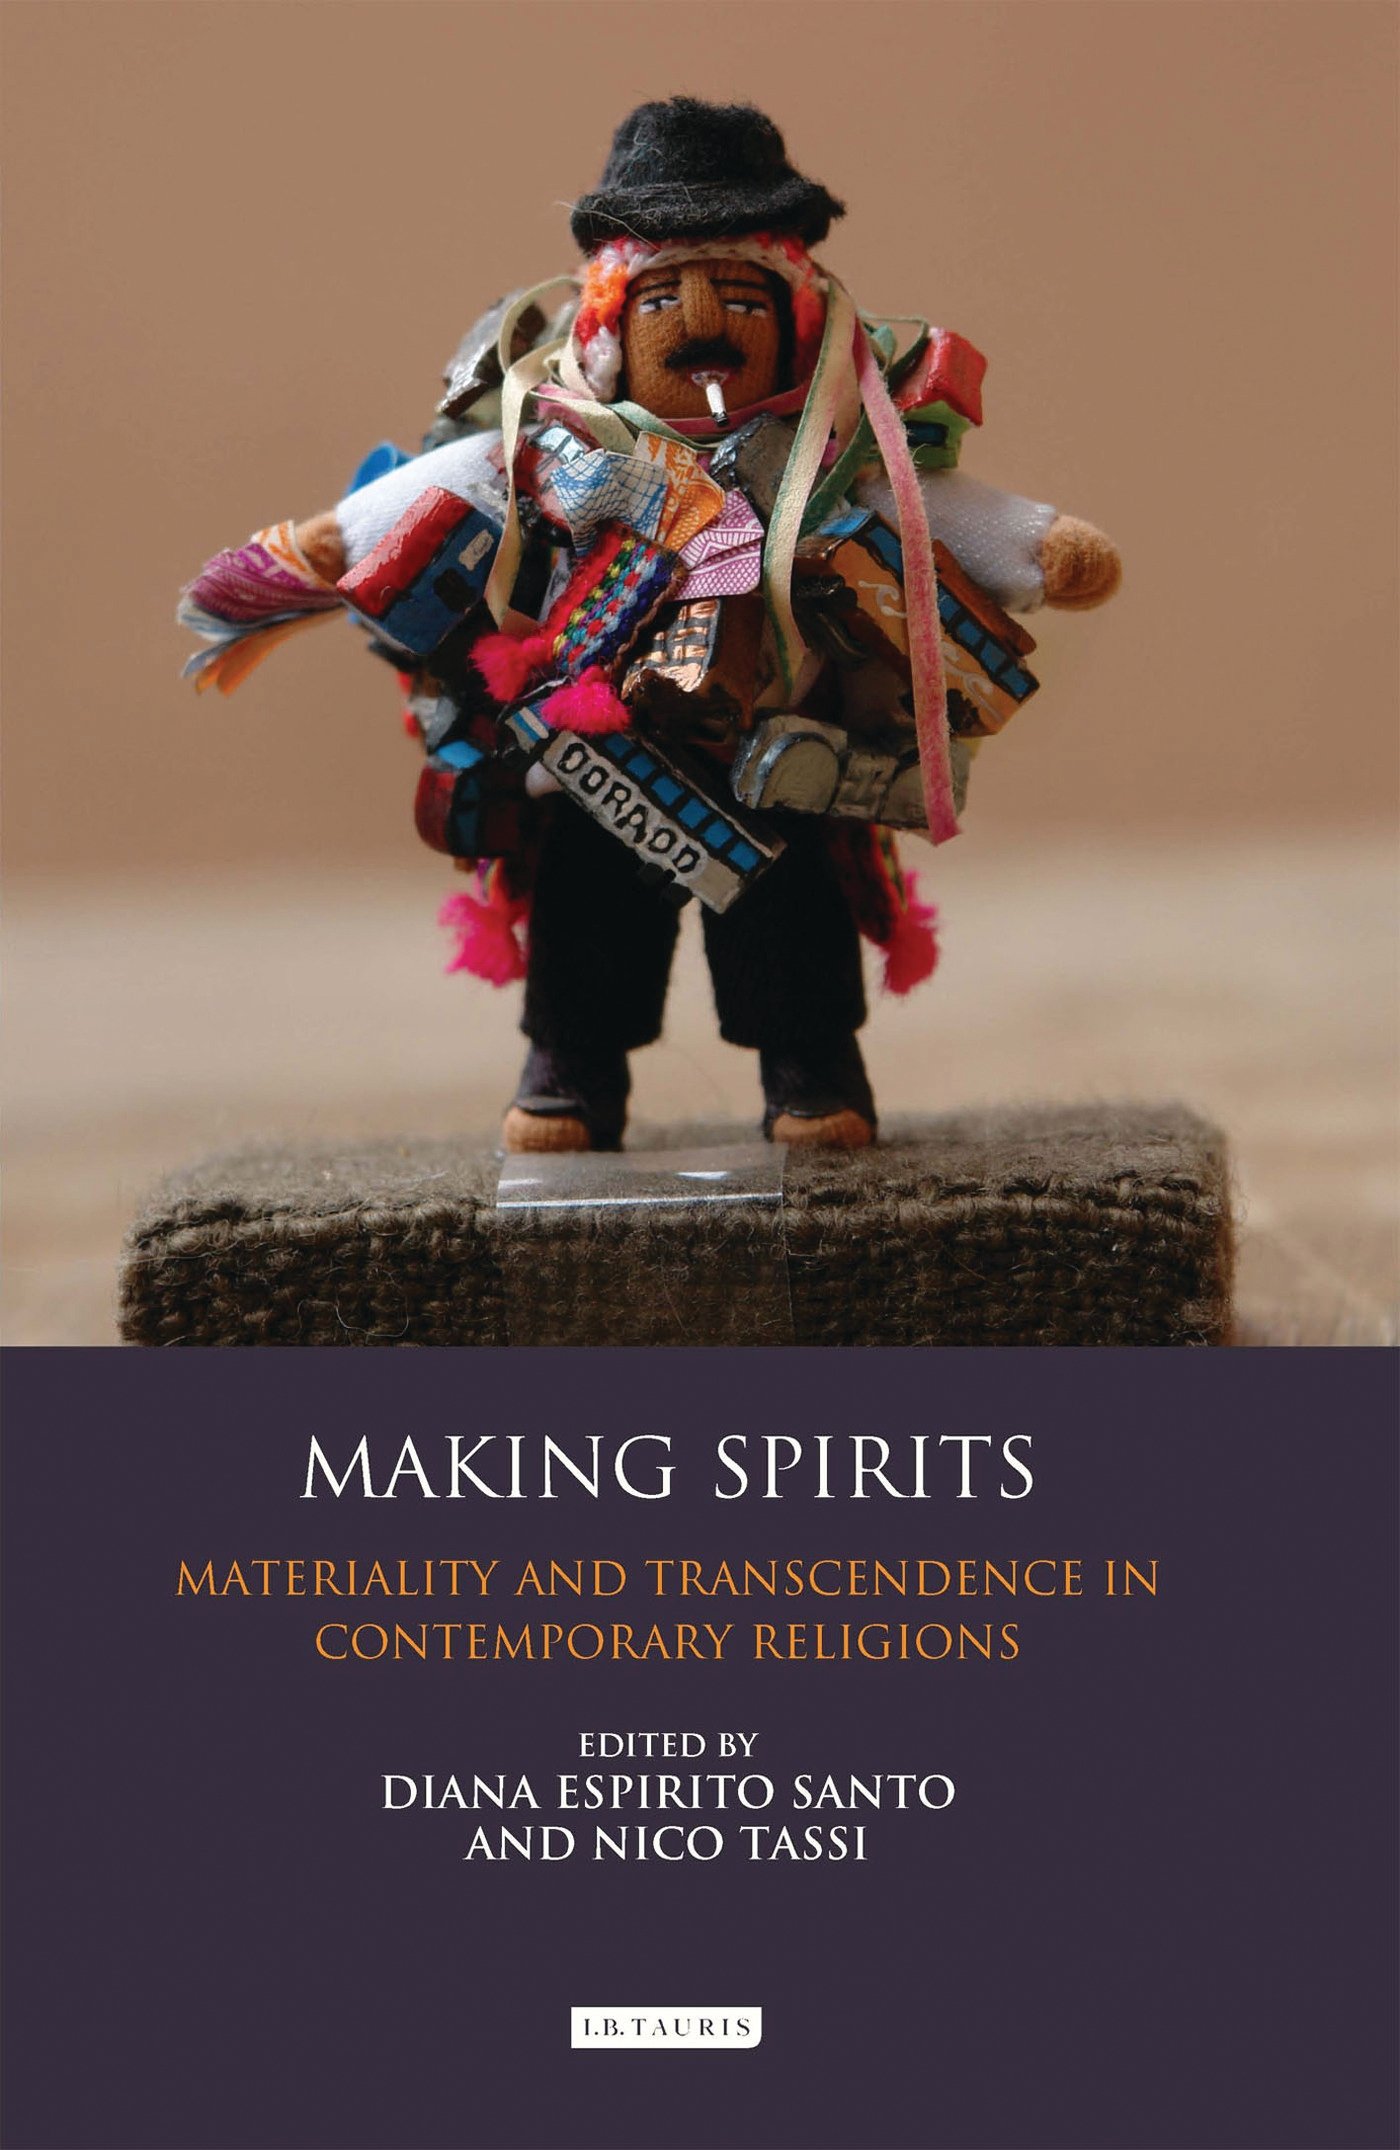 DORADO
MAKING SPIRITS
MATERIALITY AND TRANSCENDENCE IN
CONTEMPORARY RELIGIONS
EDITED BY
DIANA ESPIRITO SANTO
AND NICO TASSI
I.B.TAURIS